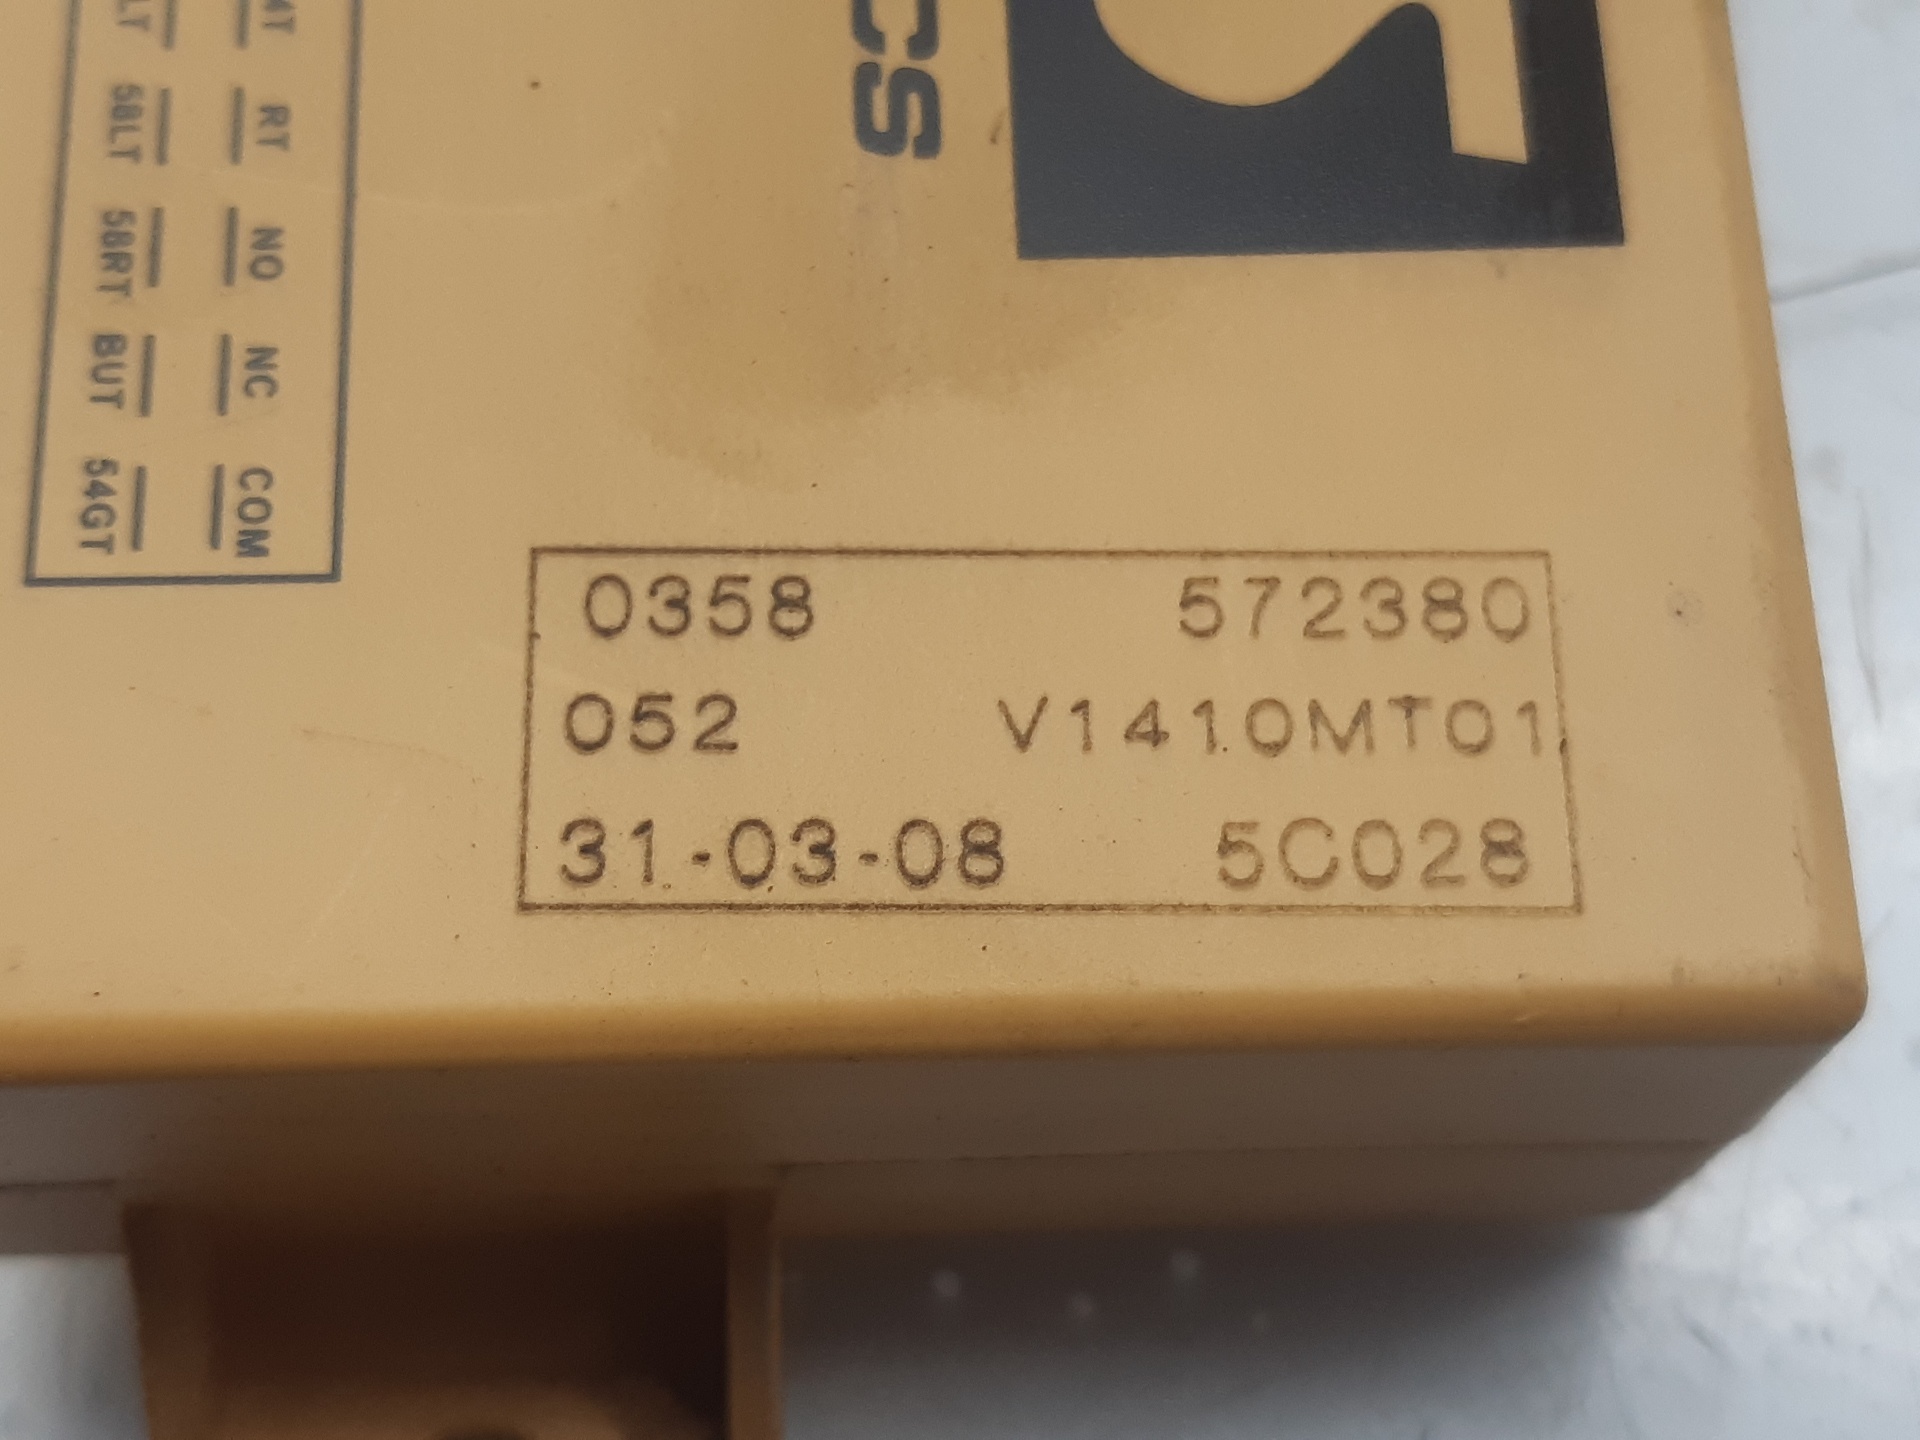 CS
RT NO NC COM
58LT 58RT BUT 54GT
0358 572380
052 V1410MT01
31-03-08 5C028